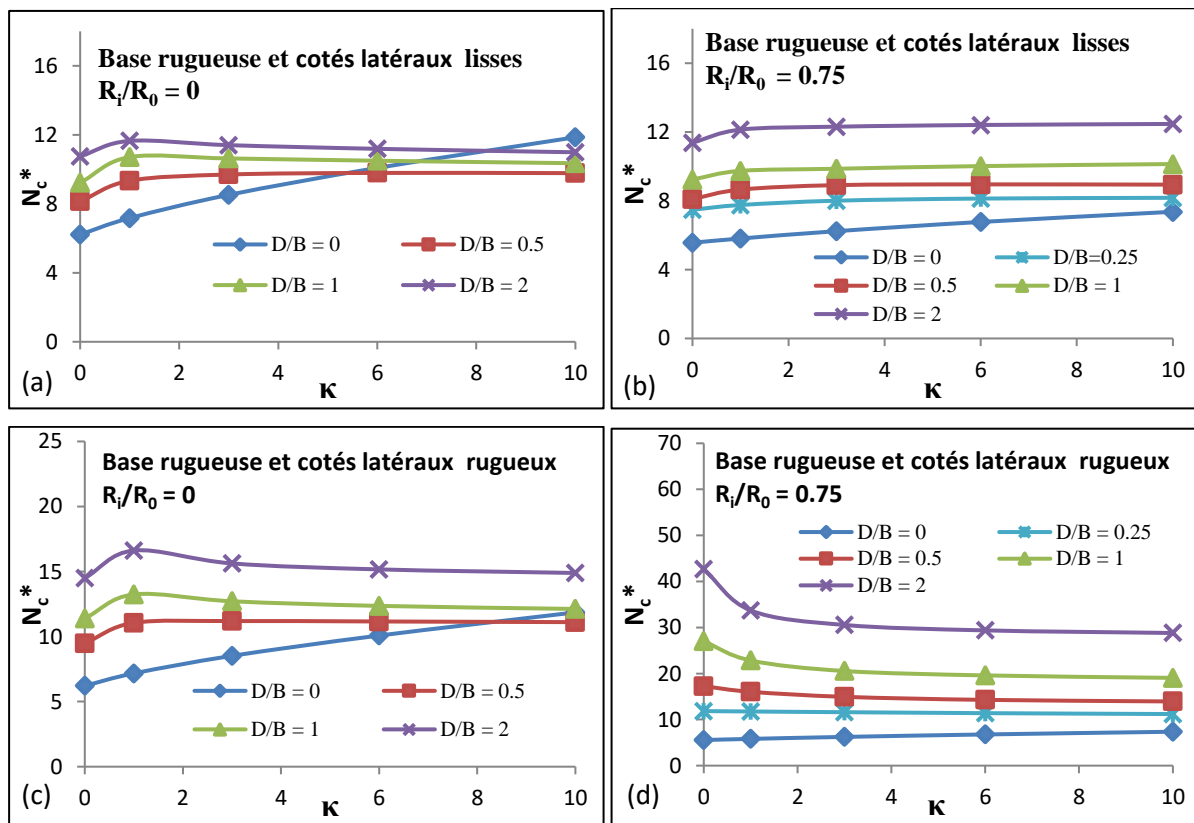 Base rugueuse et cotés latéraux lisses
Ri/R0 = 0
16
12
8
4
0
Nc*
D/B = 0
D/B = 0.5
D/B = 1
D/B = 2
0 2 4 6 8 10
(a)
κ
Base rugueuse et cotés latéraux lisses
Ri/R0 = 0.75
16
12
8
4
0
Nc*
D/B = 0
D/B=0.25
D/B = 0.5
D/B = 1
D/B = 2
0 2 4 6 8 10
(b)
κ
Base rugueuse et cotés latéraux rugueux
Ri/R0 = 0
25
20
15
10
5
0
Nc*
D/B = 0
D/B = 0.5
D/B = 1
D/B = 2
0 2 4 6 8 10
(c)
κ
Base rugueuse et cotés latéraux rugueux
Ri/R0 = 0.75
70
60
50
40
30
20
10
0
Nc*
D/B = 0
D/B = 0.25
D/B = 0.5
D/B = 1
D/B = 2
0 2 4 6 8 10
(d)
κ